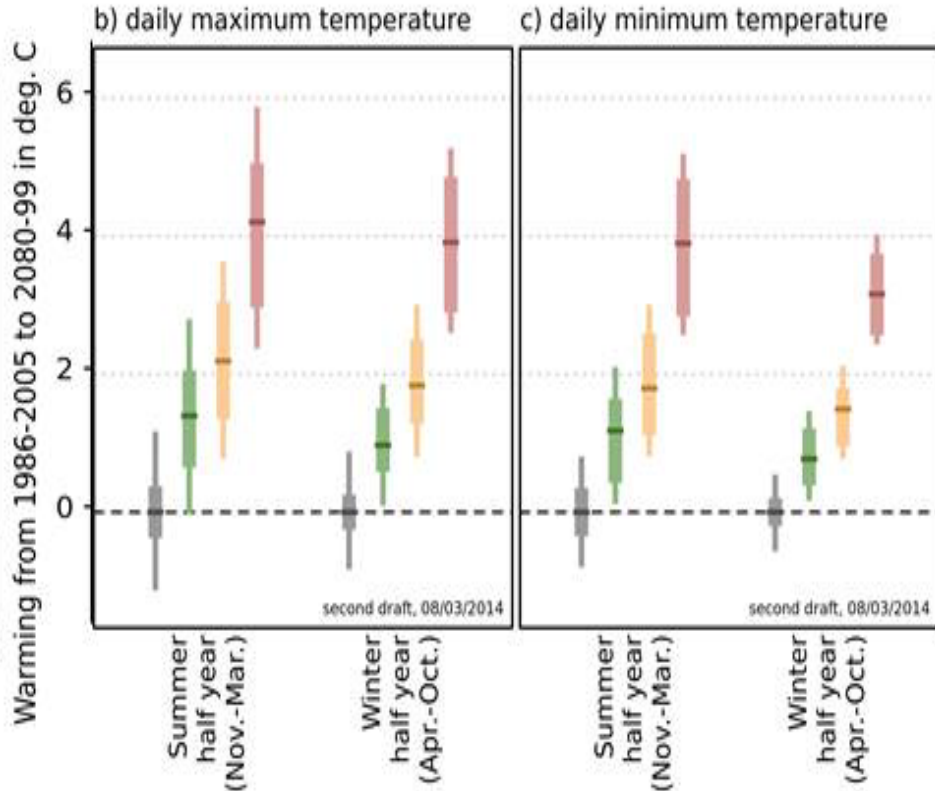 b) daily maximum temperature
c) daily minimum temperature
Warming from 1986-2005 to 2080-99 in deg. C
6
4
2
0
second draft, 08/03/2014
second draft, 08/03/2014
Summer
half year
(Nov.-Mar.)
Winter
half year
(Apr.-Oct.)
Summer
half year
(Nov.-Mar.)
Winter
half year
(Apr.-Oct.)